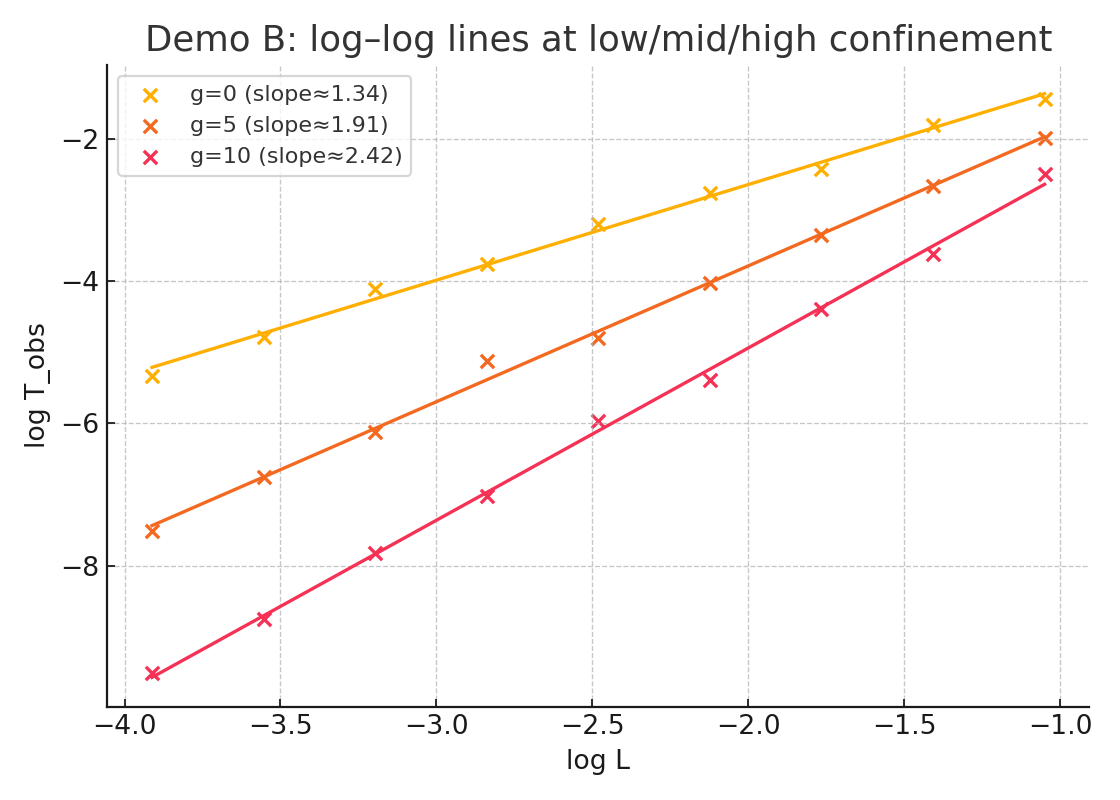 Demo B: log–log lines at low/mid/high confinement
g=0 (slope≈1.34)
g=5 (slope≈1.91)
g=10 (slope≈2.42)
−2
−4
−6
−8
log T_obs
−4.0 −3.5 −3.0 −2.5 −2.0 −1.5 −1.0
log L